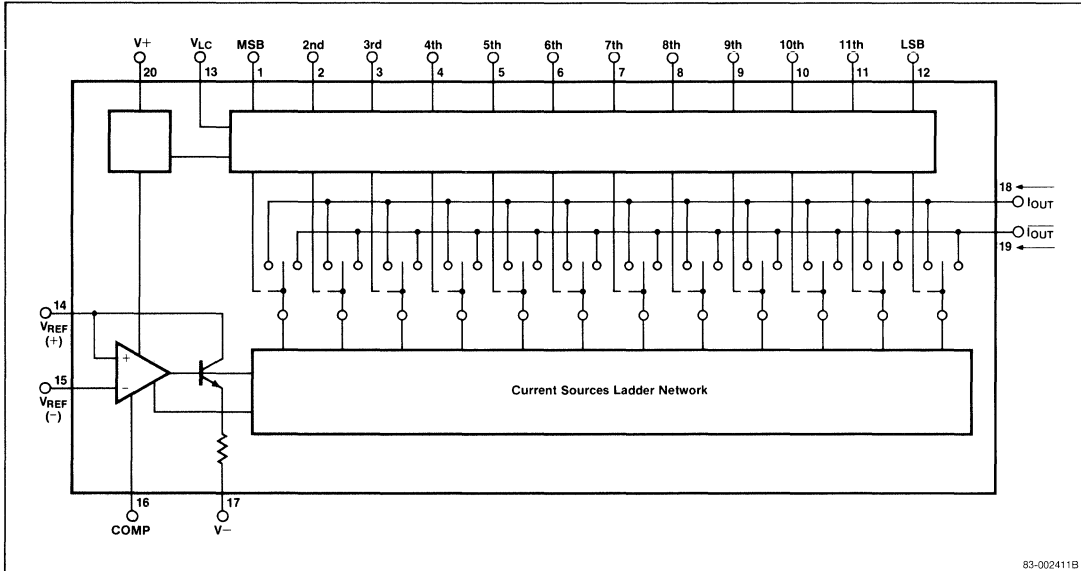 V+ VLC MSB 2nd 3rd 4th 5th 6th 7th 8th 9th 10th 11th LSB
20 13 1 2 3 4 5 6 7 8 9 10 11 12
18
IOUT
IOUT
19
14
VREF
(+)
+
15
−
VREF
(−)
Current Sources Ladder Network
16 17
COMP V−
83-002411B